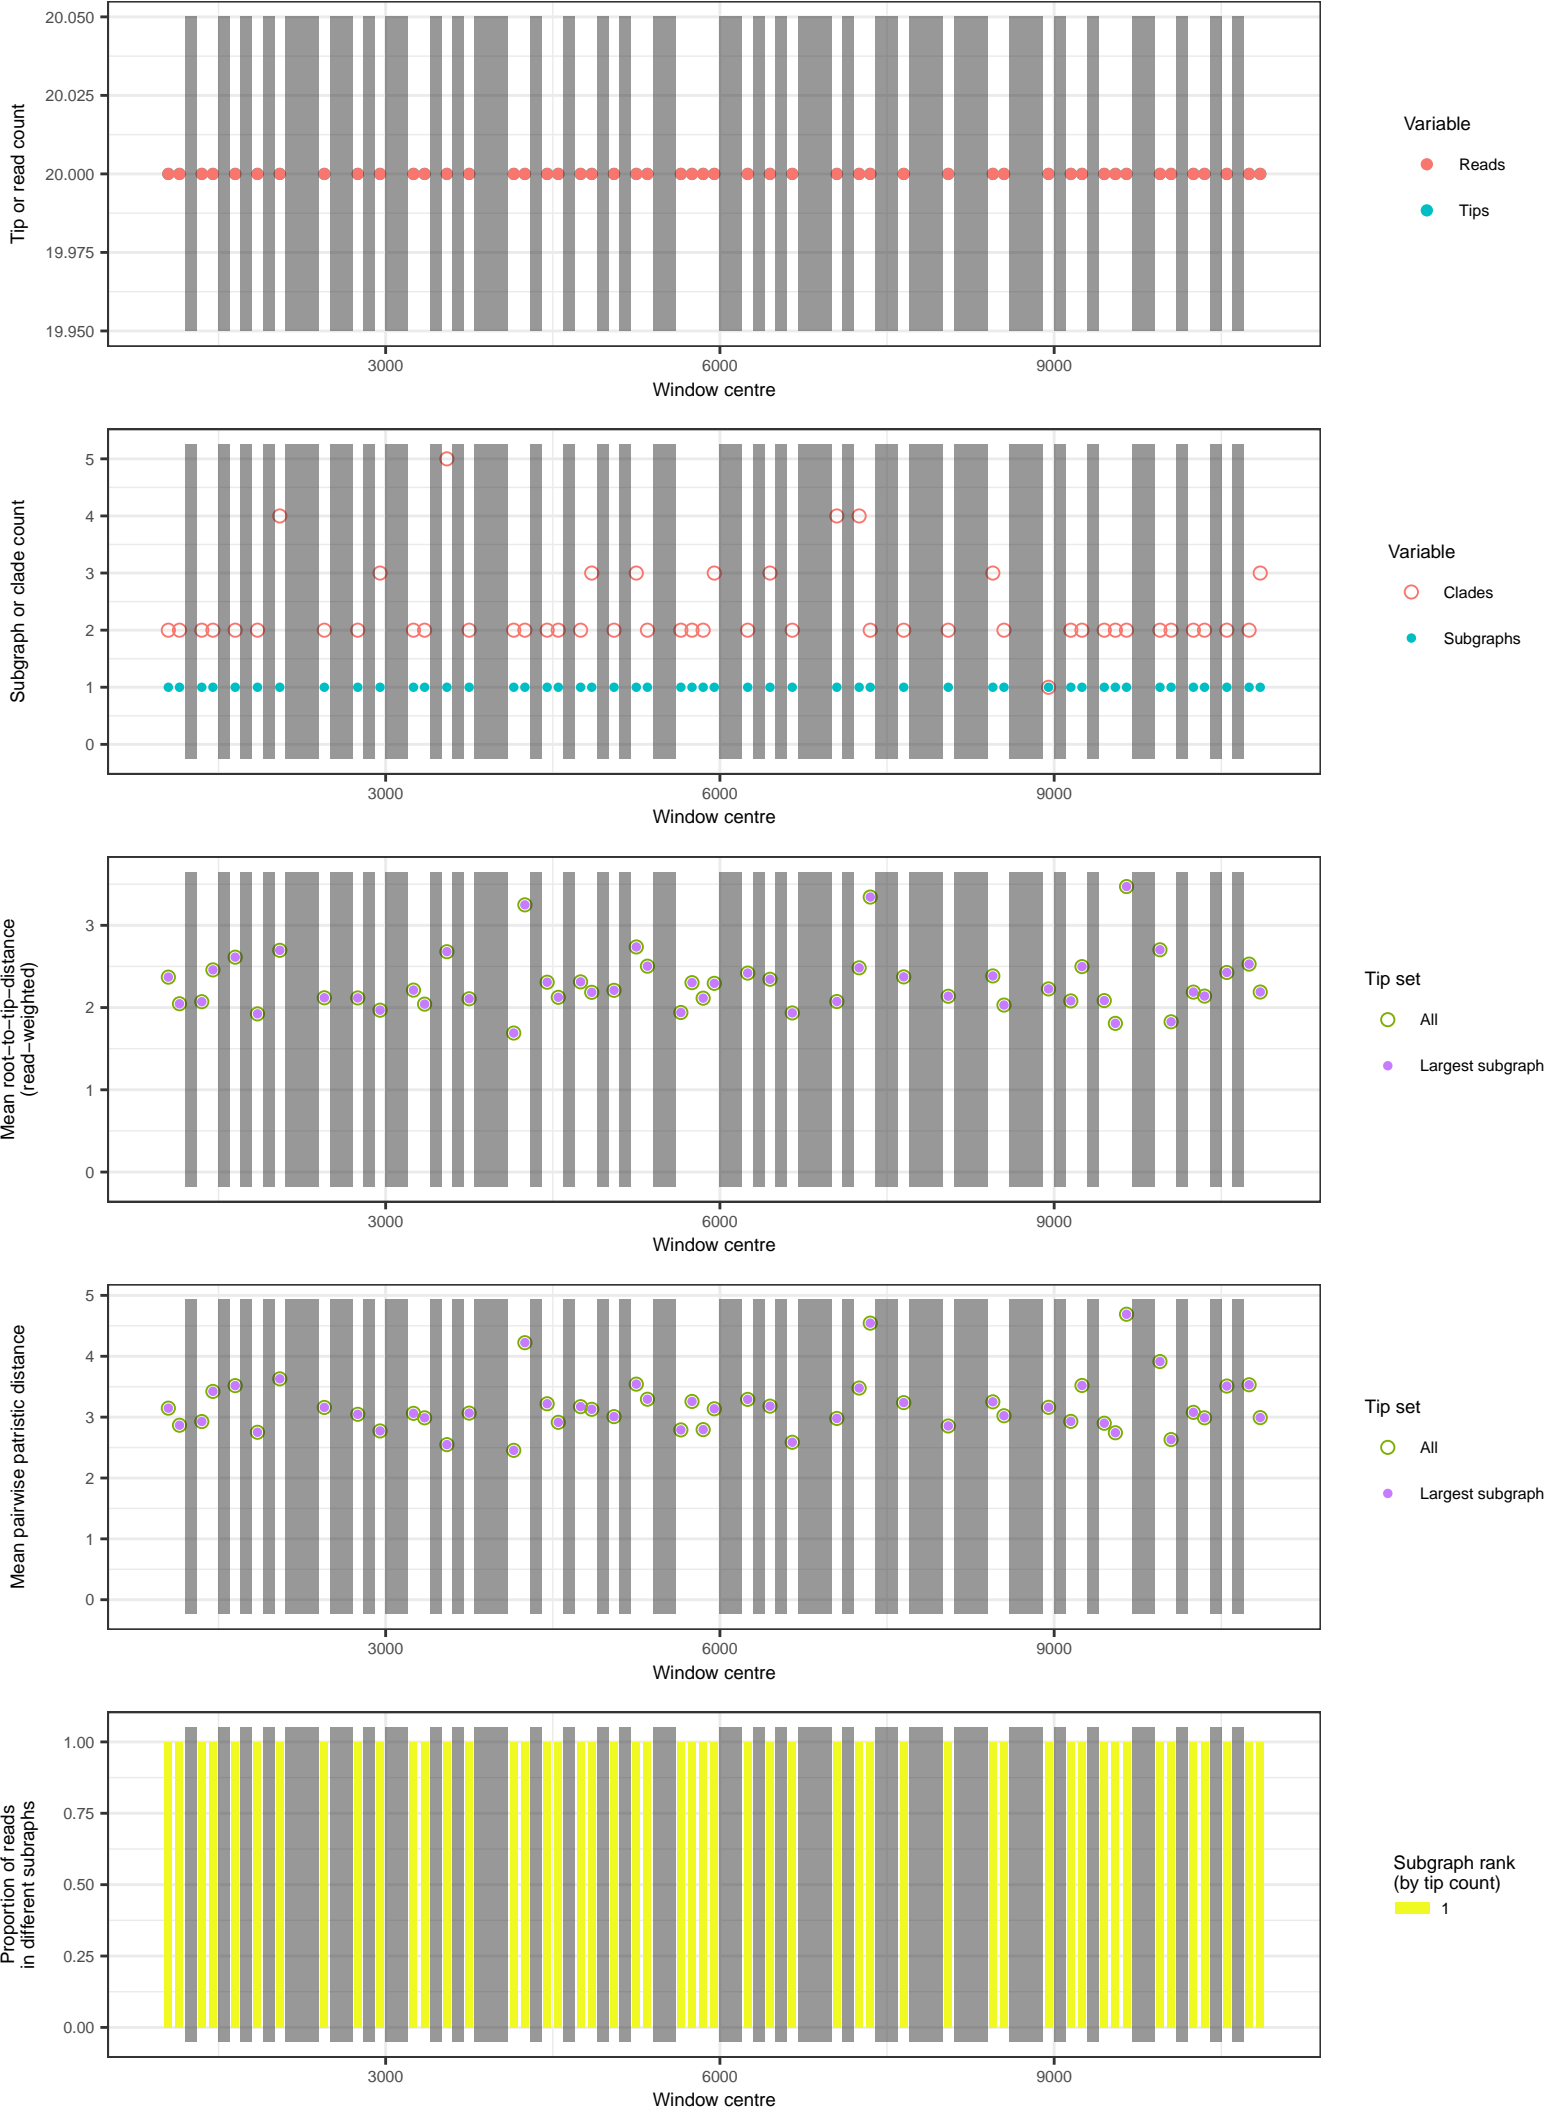 20.050
20.025
20.000
19.975
19.950
Tip or read count
3000 6000 9000
Window centre
Variable
Reads
Tips
5
4
3
2
1
0
Subgraph or clade count
3000 6000 9000
Window centre
Variable
Clades
Subgraphs
3
2
1
0
Mean root−to−tip−distance
(read−weighted)
3000 6000 9000
Window centre
Tip set
All
Largest subgraph
5
4
3
2
1
0
Mean pairwise patristic distance
3000 6000 9000
Window centre
Tip set
All
Largest subgraph
1.00
0.75
0.50
0.25
0.00
Proportion of reads
in different subraphs
3000 6000 9000
Window centre
Subgraph rank
(by tip count)
1